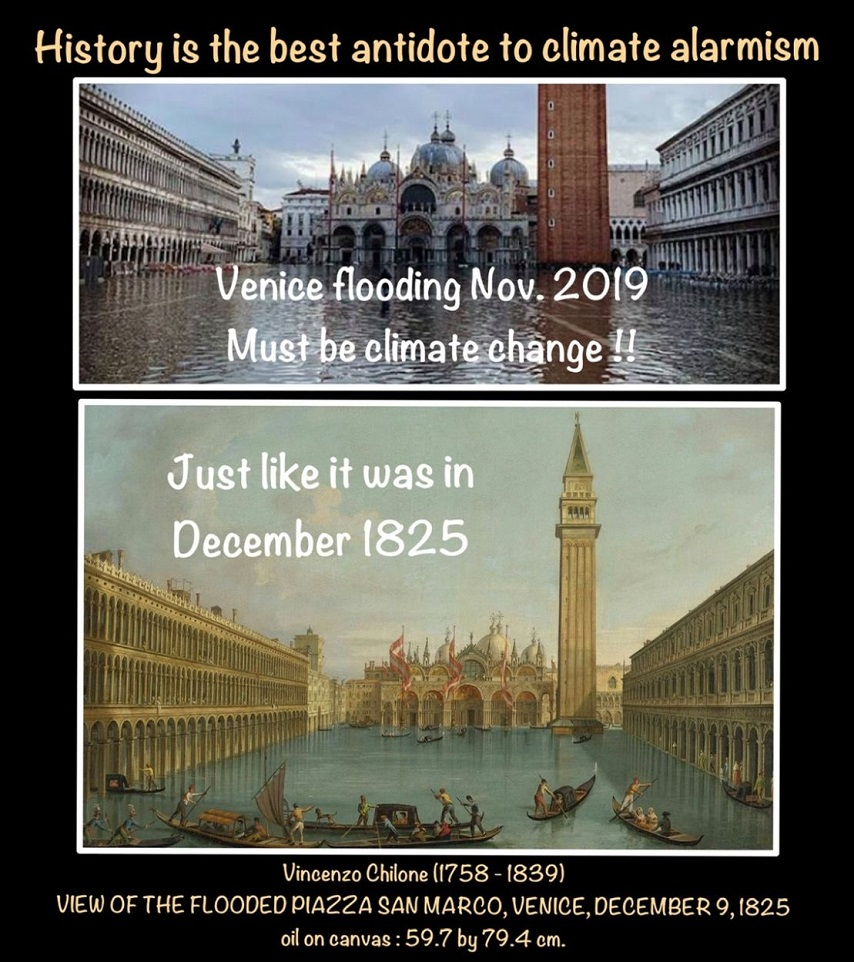 History is the best antidote to climate alarmism
Venice flooding Nov. 2019
Must be climate change !!
Just like it was in
December 1825
Vincenzo Chilone (1758 - 1839)
VIEW OF THE FLOODED PIAZZA SAN MARCO, VENICE, DECEMBER 9, 1825
oil on canvas : 59.7 by 79.4 cm.